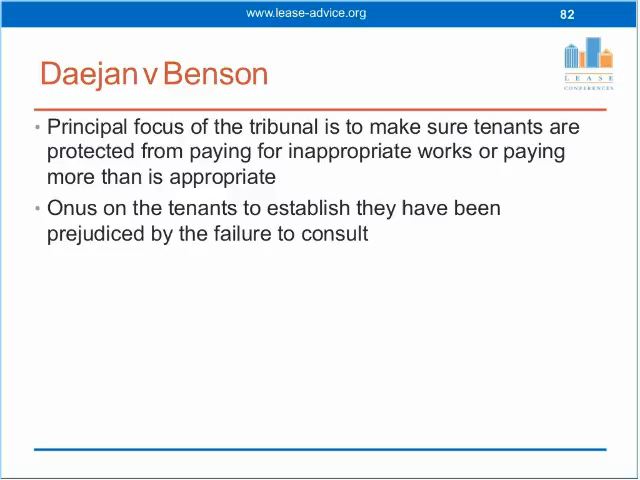 www.lease-advice.org
82
Daejan v Benson
LEASE
CONFERENCES
• Principal focus of the tribunal is to make sure tenants are
protected from paying for inappropriate works or paying
more than is appropriate
• Onus on the tenants to establish they have been
prejudiced by the failure to consult